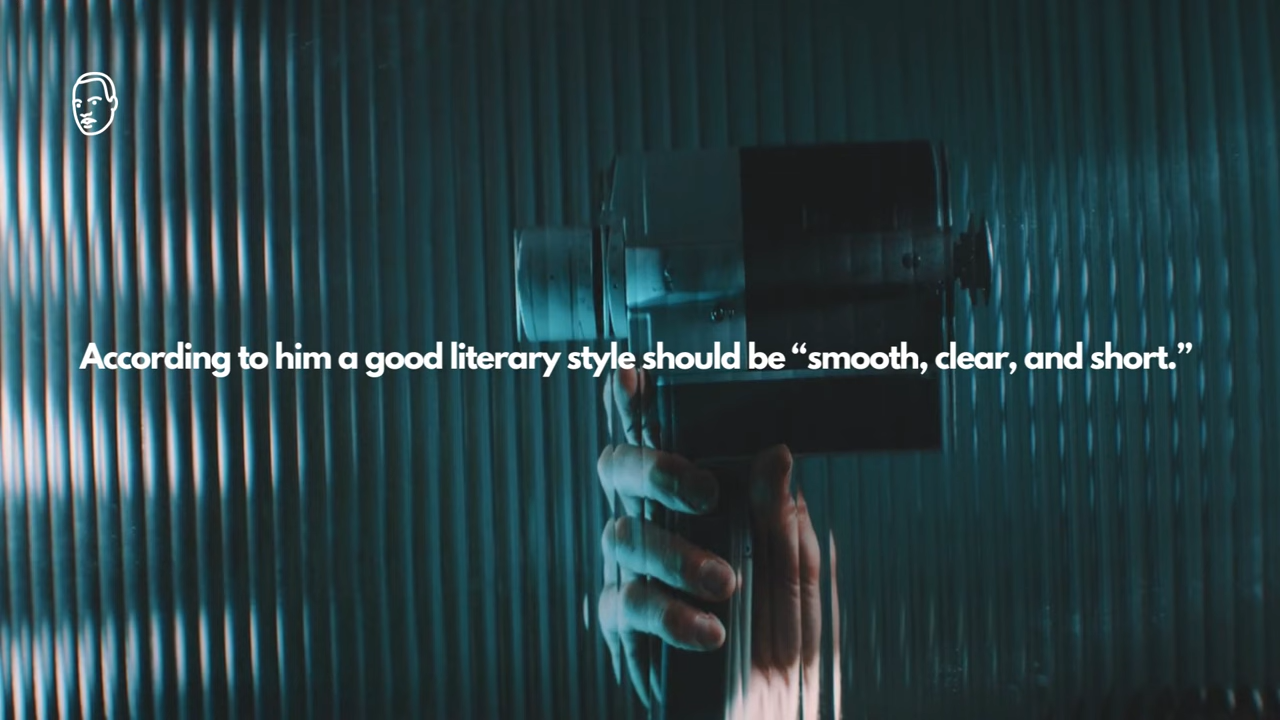 According to him a good literary style should be “smooth, clear, and short.”